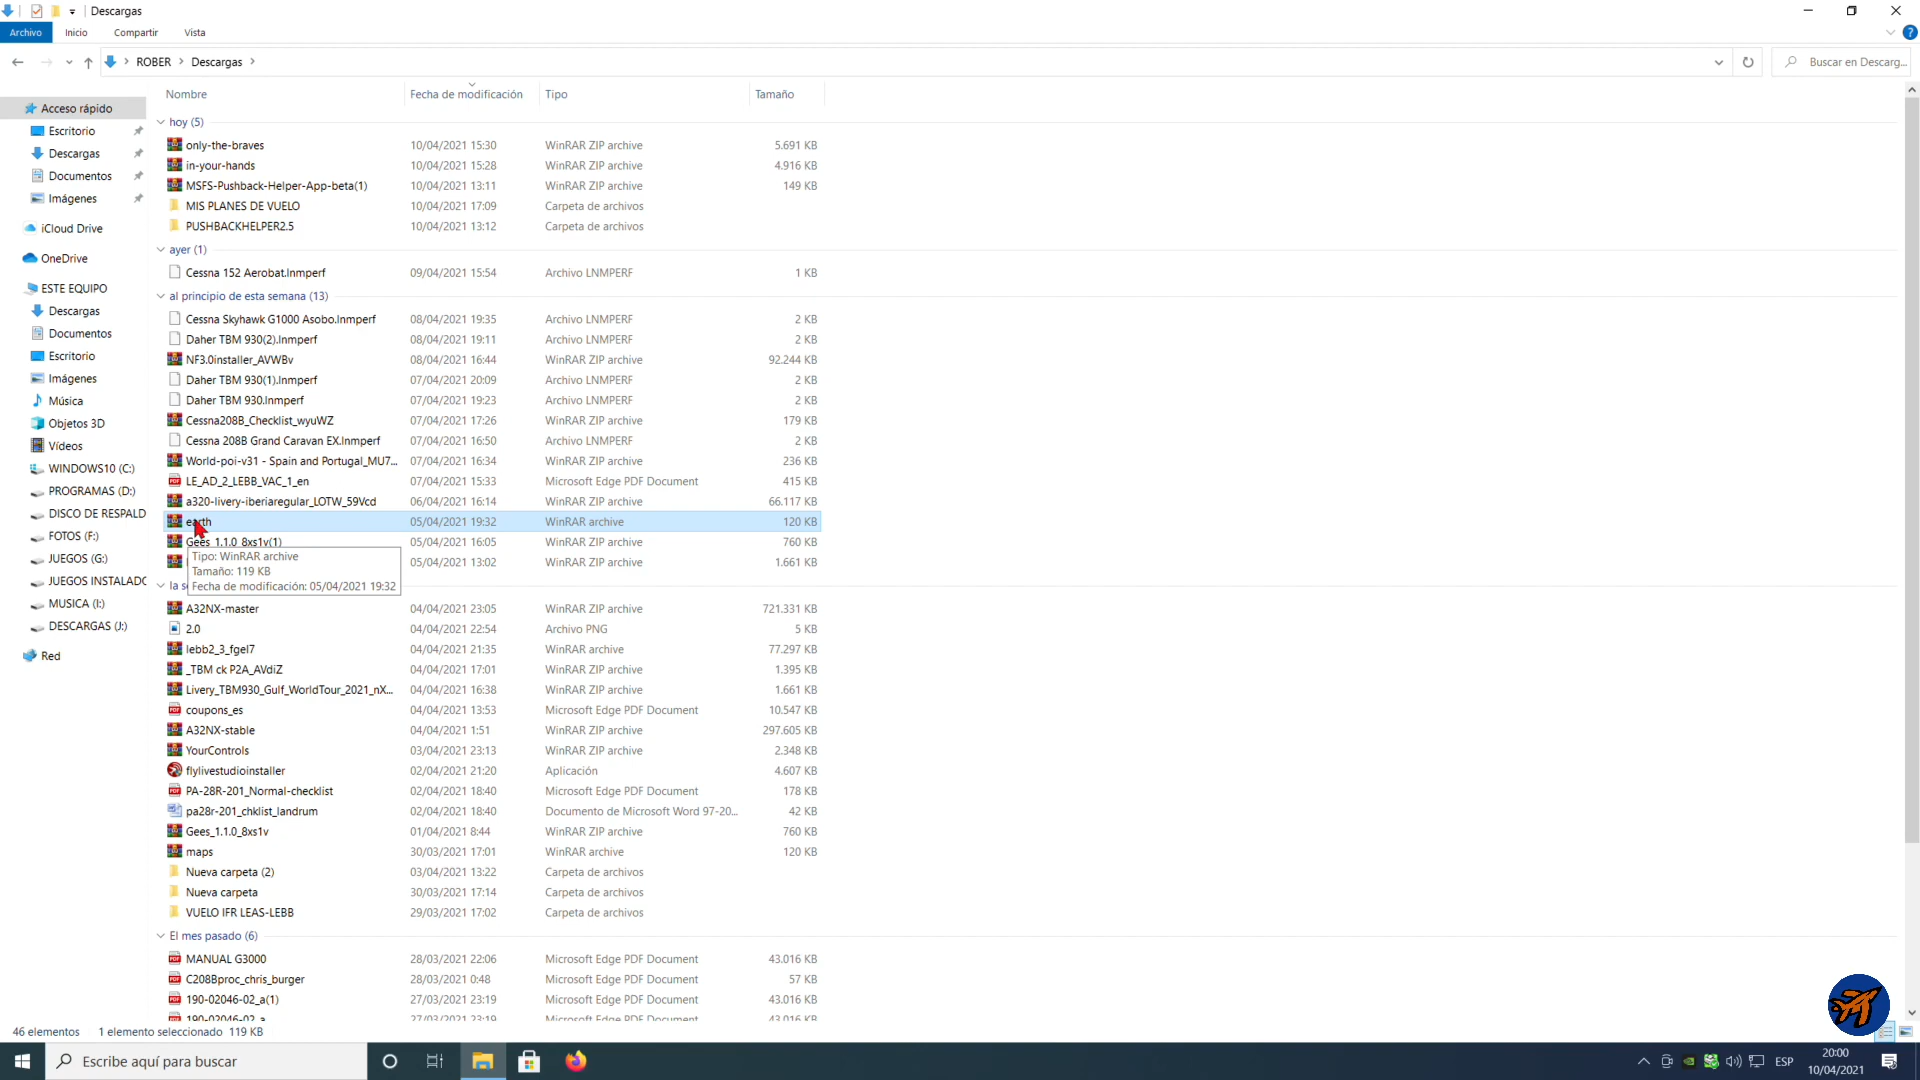 Descargas
Archivo Inicio Compartir Vista
ROBER Descargas Buscar en Descarg...
Nombre Fecha de modificación Tipo Tamaño
Acceso rápido
Escritorio
Descargas
Documentos
Imágenes
iCloud Drive
OneDrive
ESTE EQUIPO
Descargas
Documentos
Escritorio
Imágenes
Música
Objetos 3D
Vídeos
WINDOWS10 (C:)
PROGRAMAS (D:)
DISCO DE RESPALD
FOTOS (F:)
JUEGOS (G:)
JUEGOS INSTALADO
MUSICA (I:)
DESCARGAS (J:)
Red
hoy (5)
only-the-braves 10/04/2021 15:30 WinRAR ZIP archive 5.691 KB
in-your-hands 10/04/2021 15:28 WinRAR ZIP archive 4.916 KB
MSFS-Pushback-Helper-App-beta(1) 10/04/2021 13:11 WinRAR ZIP archive 149 KB
MIS PLANES DE VUELO 10/04/2021 17:09 Carpeta de archivos
PUSHBACKHELPER2.5 10/04/2021 13:12 Carpeta de archivos
ayer (1)
Cessna 152 Aerobat.lnmperf 09/04/2021 15:54 Archivo LNMPERF 1 KB
al principio de esta semana (13)
Cessna Skyhawk G1000 Asobo.lnmperf 08/04/2021 19:35 Archivo LNMPERF 2 KB
Daher TBM 930(2).lnmperf 08/04/2021 19:11 Archivo LNMPERF 2 KB
NF3.0installer_AVWBv 08/04/2021 16:44 WinRAR ZIP archive 92.244 KB
Daher TBM 930(1).lnmperf 07/04/2021 20:09 Archivo LNMPERF 2 KB
Daher TBM 930.lnmperf 07/04/2021 19:23 Archivo LNMPERF 2 KB
Cessna208B_Checklist_wyuWZ 07/04/2021 17:26 WinRAR ZIP archive 179 KB
Cessna 208B Grand Caravan EX.lnmperf 07/04/2021 16:50 Archivo LNMPERF 2 KB
World-poi-v31 - Spain and Portugal_MU7... 07/04/2021 16:34 WinRAR ZIP archive 236 KB
LE_AD_2_LEBB_VAC_1_en 07/04/2021 15:33 Microsoft Edge PDF Document 415 KB
a320-livery-iberiaregular_LOTW_59Vcd 06/04/2021 16:14 WinRAR ZIP archive 66.117 KB
earth 05/04/2021 19:32 WinRAR archive 120 KB
Gees_1.1.0_8xs1v(1) 05/04/2021 16:05 WinRAR ZIP archive 760 KB
05/04/2021 13:02 WinRAR ZIP archive 1.661 KB
Tipo: WinRAR archive
Tamaño: 119 KB
Fecha de modificación: 05/04/2021 19:32
la s
A32NX-master 04/04/2021 23:05 WinRAR ZIP archive 721.331 KB
2.0 04/04/2021 22:54 Archivo PNG 5 KB
lebb2_3_fgel7 04/04/2021 21:35 WinRAR archive 77.297 KB
_TBM ck P2A_AVdiZ 04/04/2021 17:01 WinRAR ZIP archive 1.395 KB
Livery_TBM930_Gulf_WorldTour_2021_nX... 04/04/2021 16:38 WinRAR ZIP archive 1.661 KB
coupons_es 04/04/2021 13:53 Microsoft Edge PDF Document 10.547 KB
A32NX-stable 04/04/2021 1:51 WinRAR ZIP archive 297.605 KB
YourControls 03/04/2021 23:13 WinRAR ZIP archive 2.348 KB
flylivestudioinstaller 02/04/2021 21:20 Aplicación 4.607 KB
PA-28R-201_Normal-checklist 02/04/2021 18:40 Microsoft Edge PDF Document 178 KB
pa28r-201_chklist_landrum 02/04/2021 18:40 Documento de Microsoft Word 97-20... 42 KB
Gees_1.1.0_8xs1v 01/04/2021 8:44 WinRAR ZIP archive 760 KB
maps 30/03/2021 17:01 WinRAR archive 120 KB
Nueva carpeta (2) 03/04/2021 13:22 Carpeta de archivos
Nueva carpeta 30/03/2021 17:14 Carpeta de archivos
VUELO IFR LEAS-LEBB 29/03/2021 17:02 Carpeta de archivos
El mes pasado (6)
MANUAL G3000 28/03/2021 22:06 Microsoft Edge PDF Document 43.016 KB
C208Bproc_chris_burger 28/03/2021 0:48 Microsoft Edge PDF Document 57 KB
190-02046-02_a(1) 27/03/2021 23:19 Microsoft Edge PDF Document 43.016 KB
190-02046-02_a 27/03/2021 23:19 Microsoft Edge PDF Document 43.016 KB
46 elementos 1 elemento seleccionado 119 KB
Escribe aquí para buscar
ESP
20:00
10/04/2021